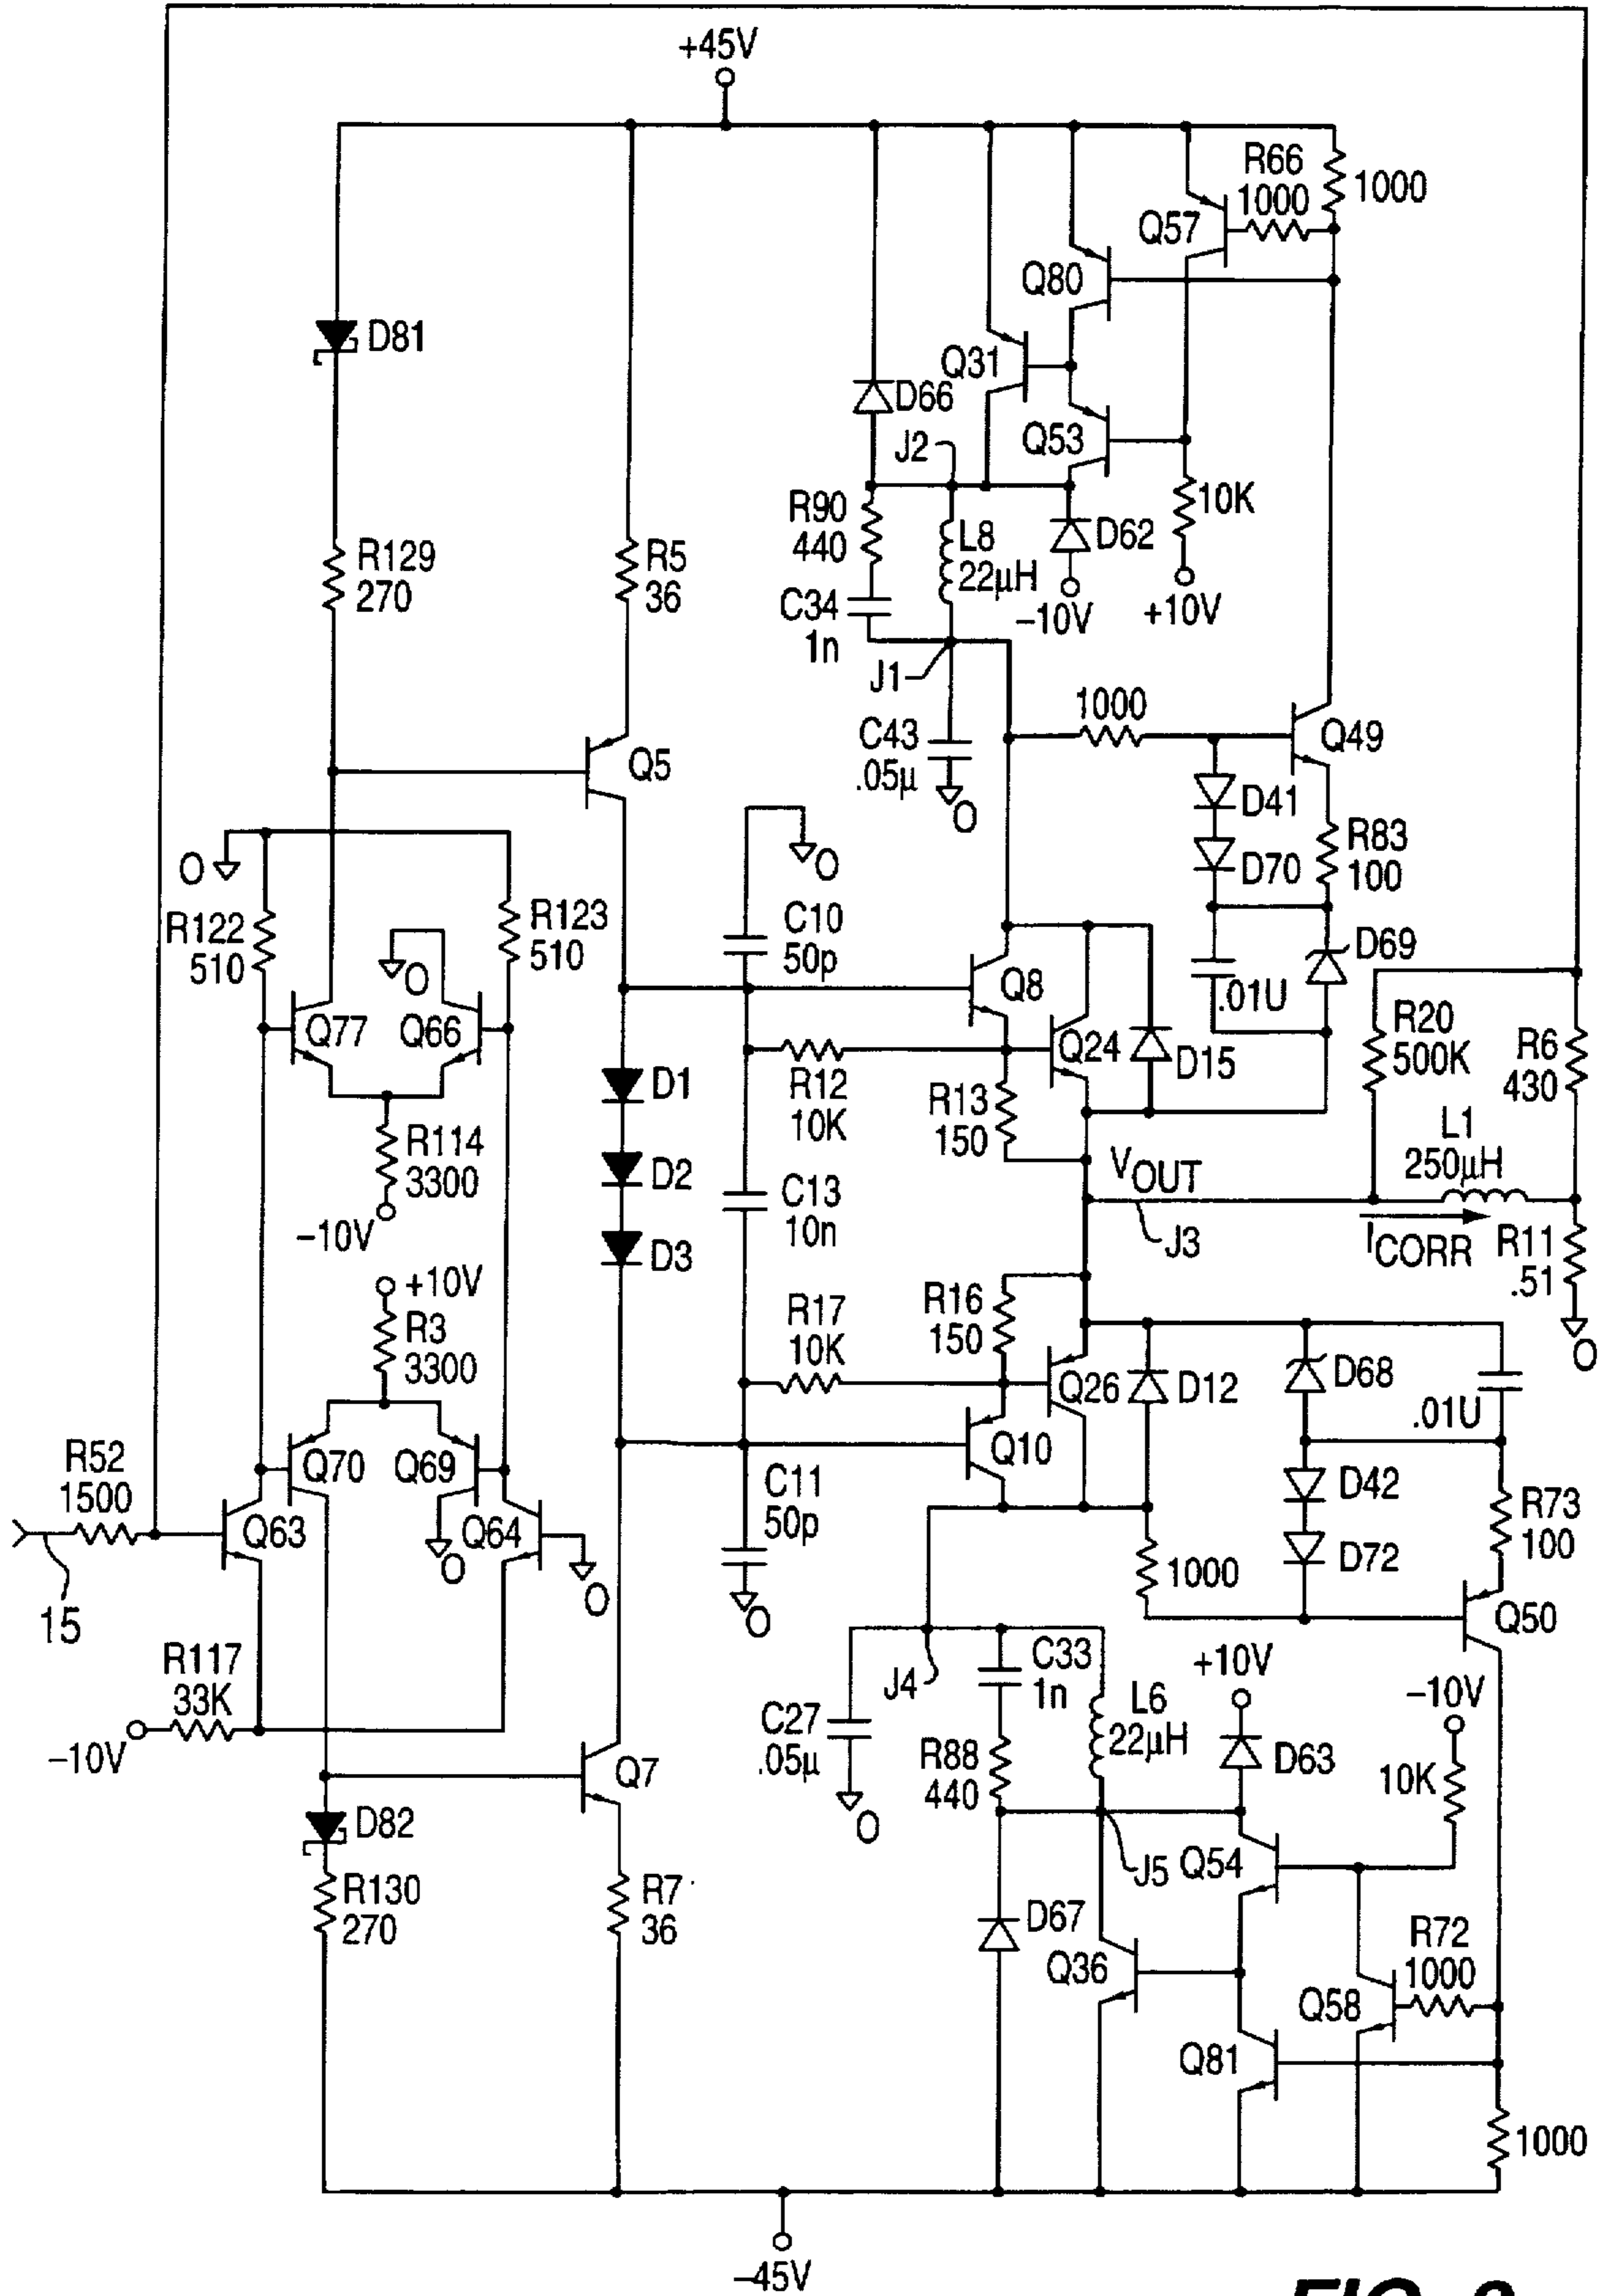 +45V
R66
1000
1000
Q57
Q80
D81
Q31
D66
Q53
J2
R90
440
L8
22µH
D62
10K
R129
270
R5
36
C34
1n
–10V
+10V
J1
1000
Q49
C43
.05µ
Q5
D41
O
R83
100
D70
O
O
C10
50p
R122
510
R123
510
D69
O
Q8
.01U
Q77
Q66
Q24
R20
500K
R6
430
D15
D1
R12
10K
R13
150
R114
3300
L1
250µH
D2
VOUT
C13
10n
–10V
J3
D3
ICORR
R11
.51
+10V
R3
3300
R17
10K
R16
150
O
D68
Q26
D12
.01U
R52
1500
Q70
Q69
Q10
D42
C11
50p
R73
100
Q63
Q64
O
D72
1000
O
15
O
Q50
R117
33K
C33
1n
+10V
J4
–10V
L6
22µH
–10V
C27
.05µ
R88
440
D63
10K
Q7
D82
O
J5
Q54
R130
270
R7
36
D67
R72
1000
Q36
Q58
Q81
1000
–45V